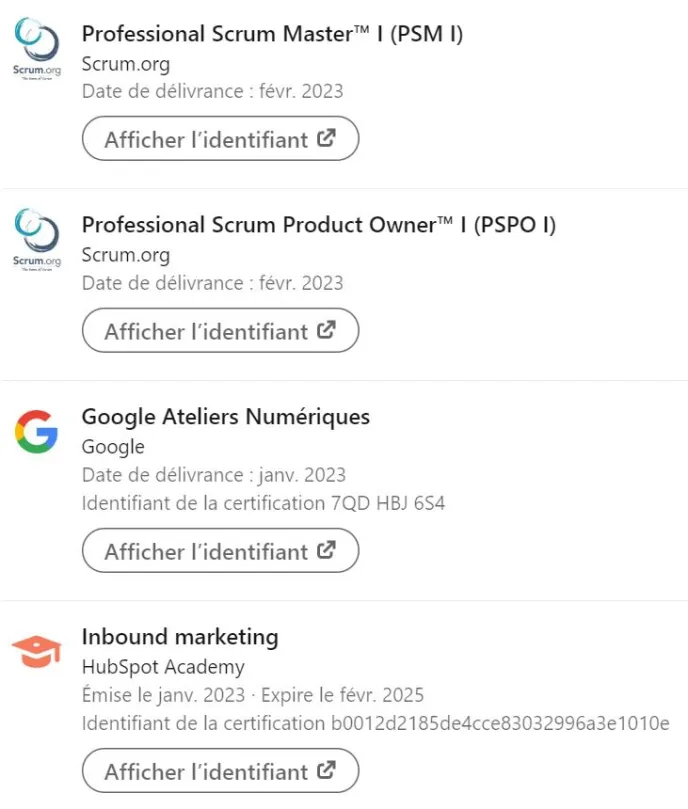 Professional Scrum Master™ I (PSM I)
Scrum.org
Scrum.org
Date de délivrance : févr. 2023
Afficher l’identifiant
Professional Scrum Product Owner™ I (PSPO I)
Scrum.org
Scrum.org
Date de délivrance : févr. 2023
Afficher l’identifiant
Google Ateliers Numériques
Google
Date de délivrance : janv. 2023
Identifiant de la certification 7QD HBJ 6S4
Afficher l’identifiant
Inbound marketing
HubSpot Academy
Émise le janv. 2023 · Expire le févr. 2025
Identifiant de la certification b0012d2185de4cce83032996a3e1010e
Afficher l’identifiant